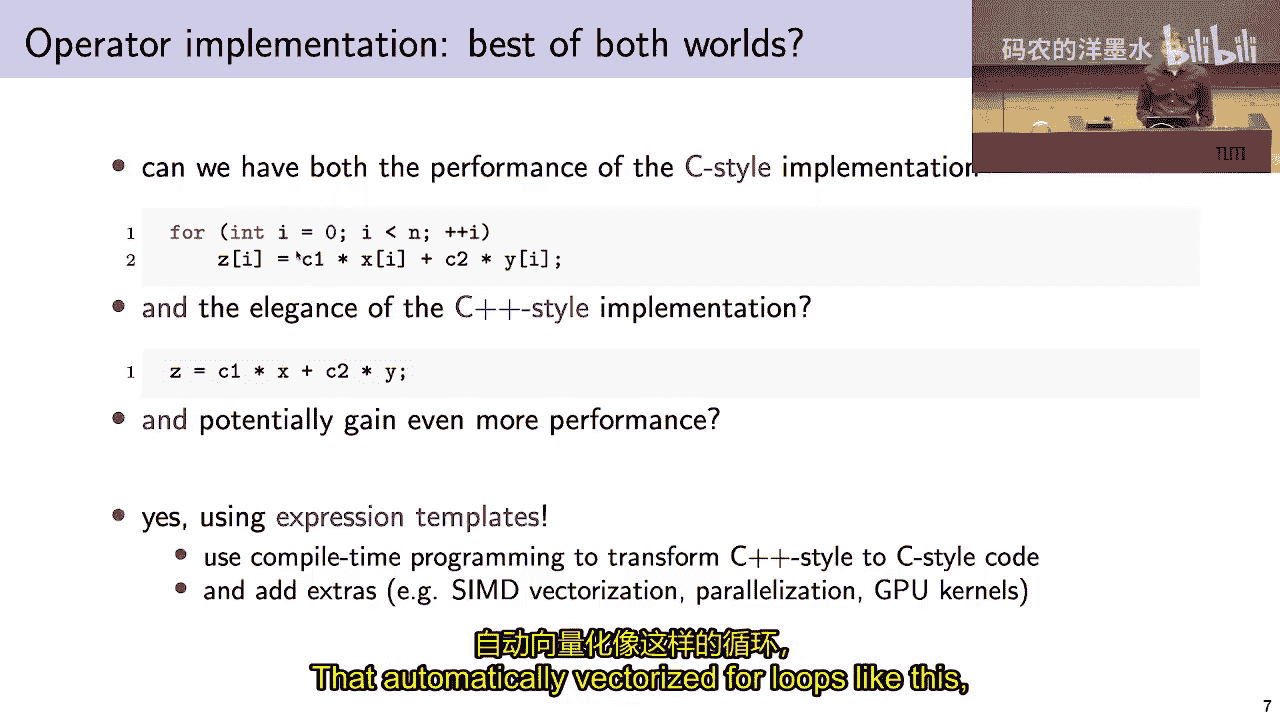 Operator implementation: best of both worlds?
码农的洋墨水 bilibili
TUM
• can we have both the performance of the C-style implementation
1 for (int i = 0; i < n; ++i)
2 z[i] = c1 * x[i] + c2 * y[i];
• and the elegance of the C++-style implementation?
1 z = c1 * x + c2 * y;
• and potentially gain even more performance?
• yes, using expression templates!
• use compile-time programming to transform C++-style to C-style code
• and add extras (e.g. SIMD vectorization, parallelization, GPU kernels)
自动向量化像这样的循环,
That automatically vectorized for loops like this,
7